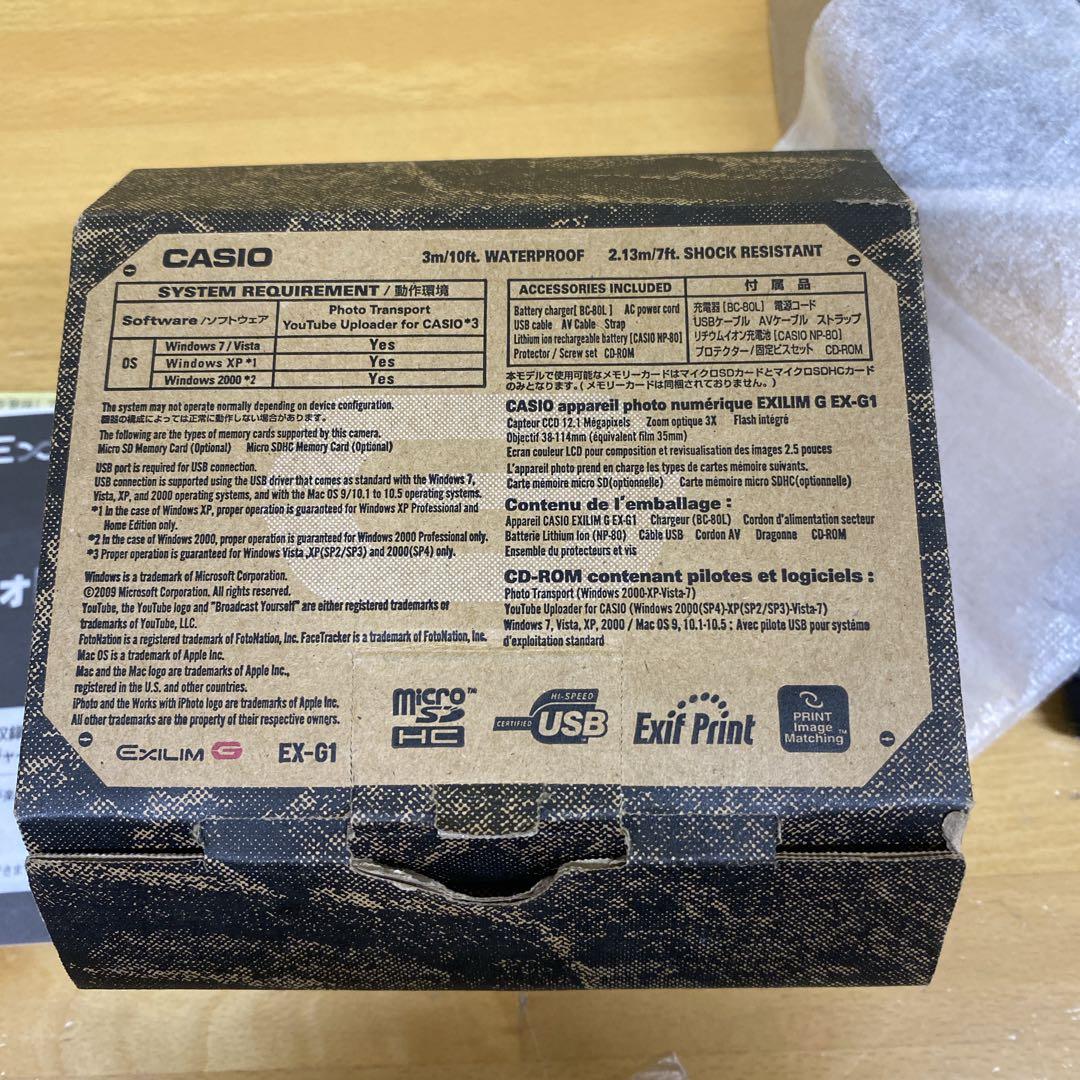 CASIO
3m/10ft. WATERPROOF 2.13m/7ft. SHOCK RESISTANT
SYSTEM REQUIREMENT / 動作環境
Software /ソフトウェア
Photo Transport
YouTube Uploader for CASIO*3
OS
Windows 7 / Vista Yes
Windows XP *1 Yes
Windows 2000 *2 Yes
The system may not operate normally depending on device configuration.
機器の構成によっては正常に動作しない場合があります。
The following are the types of memory cards supported by this camera.
Micro SD Memory Card (Optional) Micro SDHC Memory Card (Optional)
USB port is required for USB connection.
USB connection is supported using the USB driver that comes as standard with the Windows 7,
Vista, XP, and 2000 operating systems, and with the Mac OS 9/10.1 to 10.5 operating systems.
*1 In the case of Windows XP, proper operation is guaranteed for Windows XP Professional and
Home Edition only.
*2 In the case of Windows 2000, proper operation is guaranteed for Windows 2000 Professional only.
*3 Proper operation is guaranteed for Windows Vista ,XP(SP2/SP3) and 2000(SP4) only.
Windows is a trademark of Microsoft Corporation.
©2009 Microsoft Corporation. All rights reserved.
YouTube, the YouTube logo and "Broadcast Yourself" are either registered trademarks or
trademarks of YouTube, LLC.
FotoNation is a registered trademark of FotoNation, Inc. FaceTracker is a trademark of FotoNation, Inc.
Mac OS is a trademark of Apple Inc.
Mac and the Mac logo are trademarks of Apple Inc.,
registered in the U.S. and other countries.
iPhoto and the Works with iPhoto logo are trademarks of Apple Inc.
All other trademarks are the property of their respective owners.
ACCESSORIES INCLUDED
Battery charger[ BC-80L ] AC power cord
USB cable AV Cable Strap
Lithium ion rechargeable battery [CASIO NP-80]
Protector / Screw set CD-ROM
付属品
充電器 [BC-80L] 電源コード
USBケーブル AVケーブル ストラップ
リチウムイオン充電池 [CASIO NP-80]
プロテクター/固定ビスセット CD-ROM
本モデルで使用可能なメモリーカードはマイクロSDカードとマイクロSDHCカード
のみとなります。( メモリーカードは同梱されておりません。)
CASIO appareil photo numérique EXILIM G EX-G1
Capteur CCD 12.1 Mégapixels Zoom optique 3X Flash intégré
Objectif 38-114mm (équivalent film 35mm)
Ecran couleur LCD pour composition et revisualisation des images 2.5 pouces
L'appareil photo prend en charge les types de cartes mémoire suivants.
Carte mémoire micro SD(optionnelle) Carte mémoire micro SDHC(optionnelle)
Contenu de l'emballage :
Appareil CASIO EXILIM G EX-G1 Chargeur (BC-80L) Cordon d'alimentation secteur
Batterie Lithium Ion (NP-80) Câble USB Cordon AV Dragonne CD-ROM
Ensemble du protecteurs et vis
CD-ROM contenant pilotes et logiciels :
Photo Transport (Windows 2000-XP-Vista-7)
YouTube Uploader for CASIO (Windows 2000(SP4)-XP(SP2/SP3)-Vista-7)
Windows 7, Vista, XP, 2000 / Mac OS 9, 10.1-10.5 ; Avec pilote USB pour système
d'exploitation standard
EXILIM G EX-G1
micro SD HC™
CERTIFIED HI-SPEED USB
Exif Print
PRINT
Image
Matching™